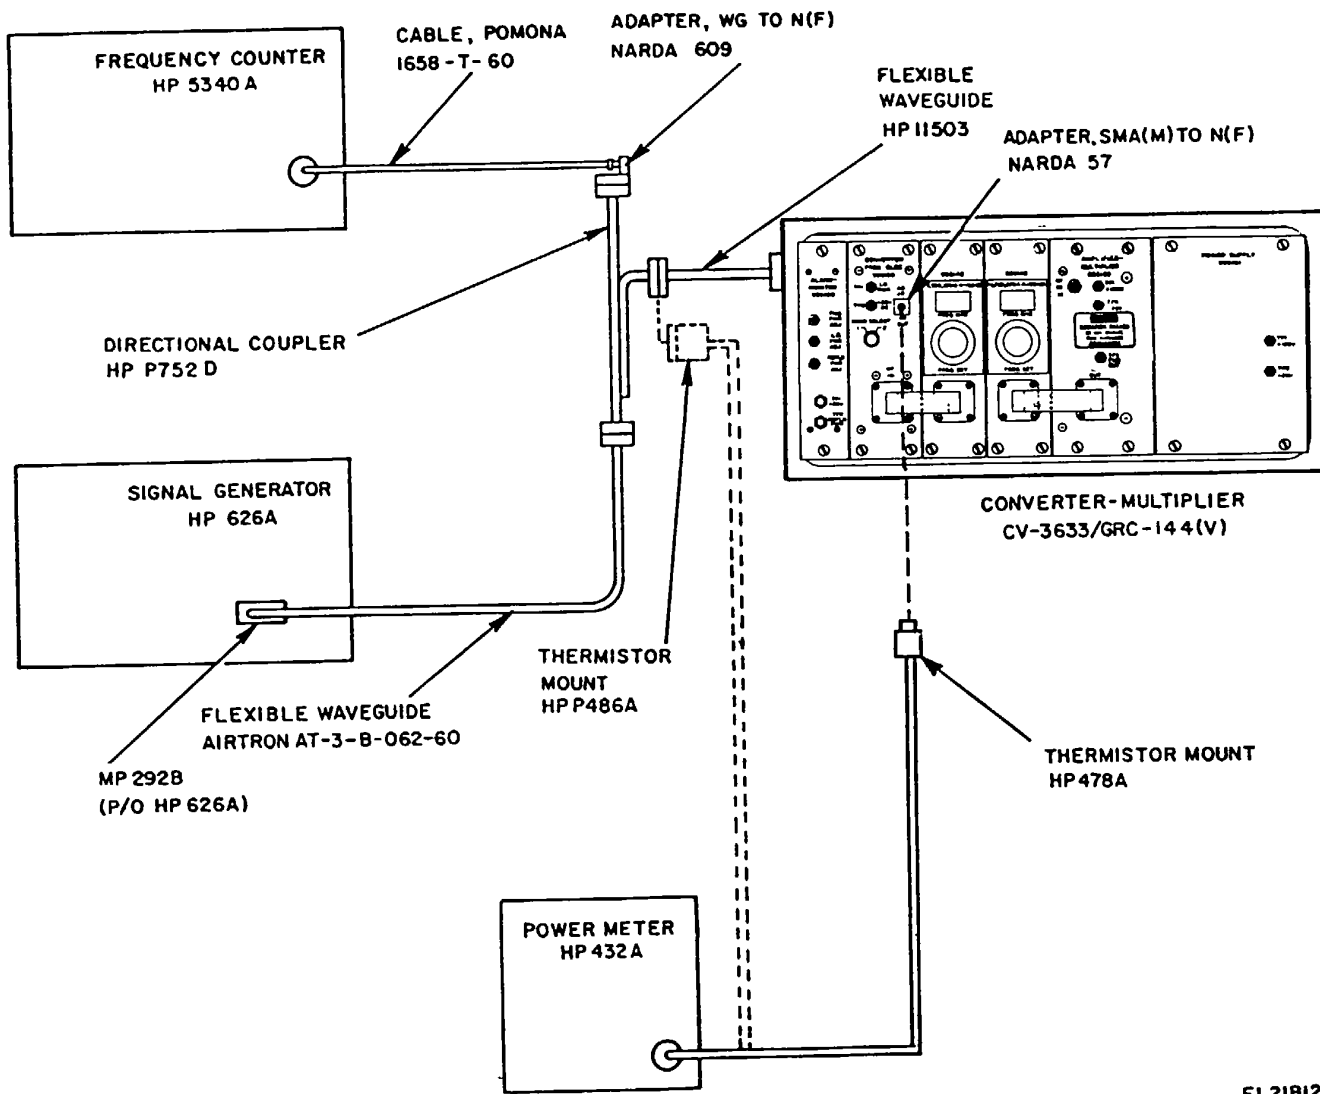 FREQUENCY COUNTER
HP 5340A
CABLE, POMONA
1658-T-60
ADAPTER, WG TO N(F)
NARDA 609
FLEXIBLE
WAVEGUIDE
HP 11503
ADAPTER, SMA(M) TO N(F)
NARDA 57
DIRECTIONAL COUPLER
HP P752D
SIGNAL GENERATOR
HP 626A
CONVERTER-MULTIPLIER
CV-3633/GRC-144(V)
THERMISTOR
MOUNT
HP P486A
FLEXIBLE WAVEGUIDE
AIRTRON AT-3-B-062-60
MP 292B
(P/O HP 626A)
THERMISTOR MOUNT
HP 478A
POWER METER
HP 432A